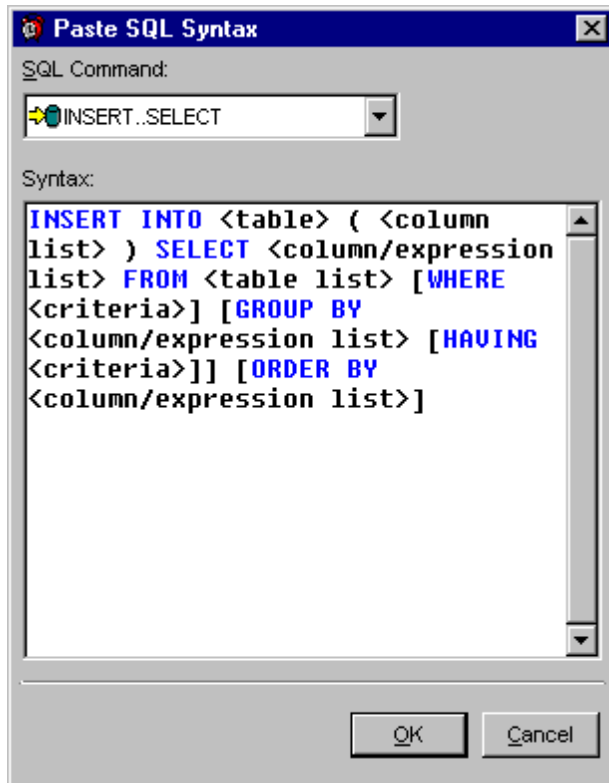 Paste SQL Syntax
SQL Command:
INSERT..SELECT
Syntax:
INSERT INTO <table> ( <column
list> ) SELECT <column/expression
list> FROM <table list> [WHERE
<criteria>] [GROUP BY
<column/expression list> [HAVING
<criteria>]] [ORDER BY
<column/expression list>]
OK
Cancel